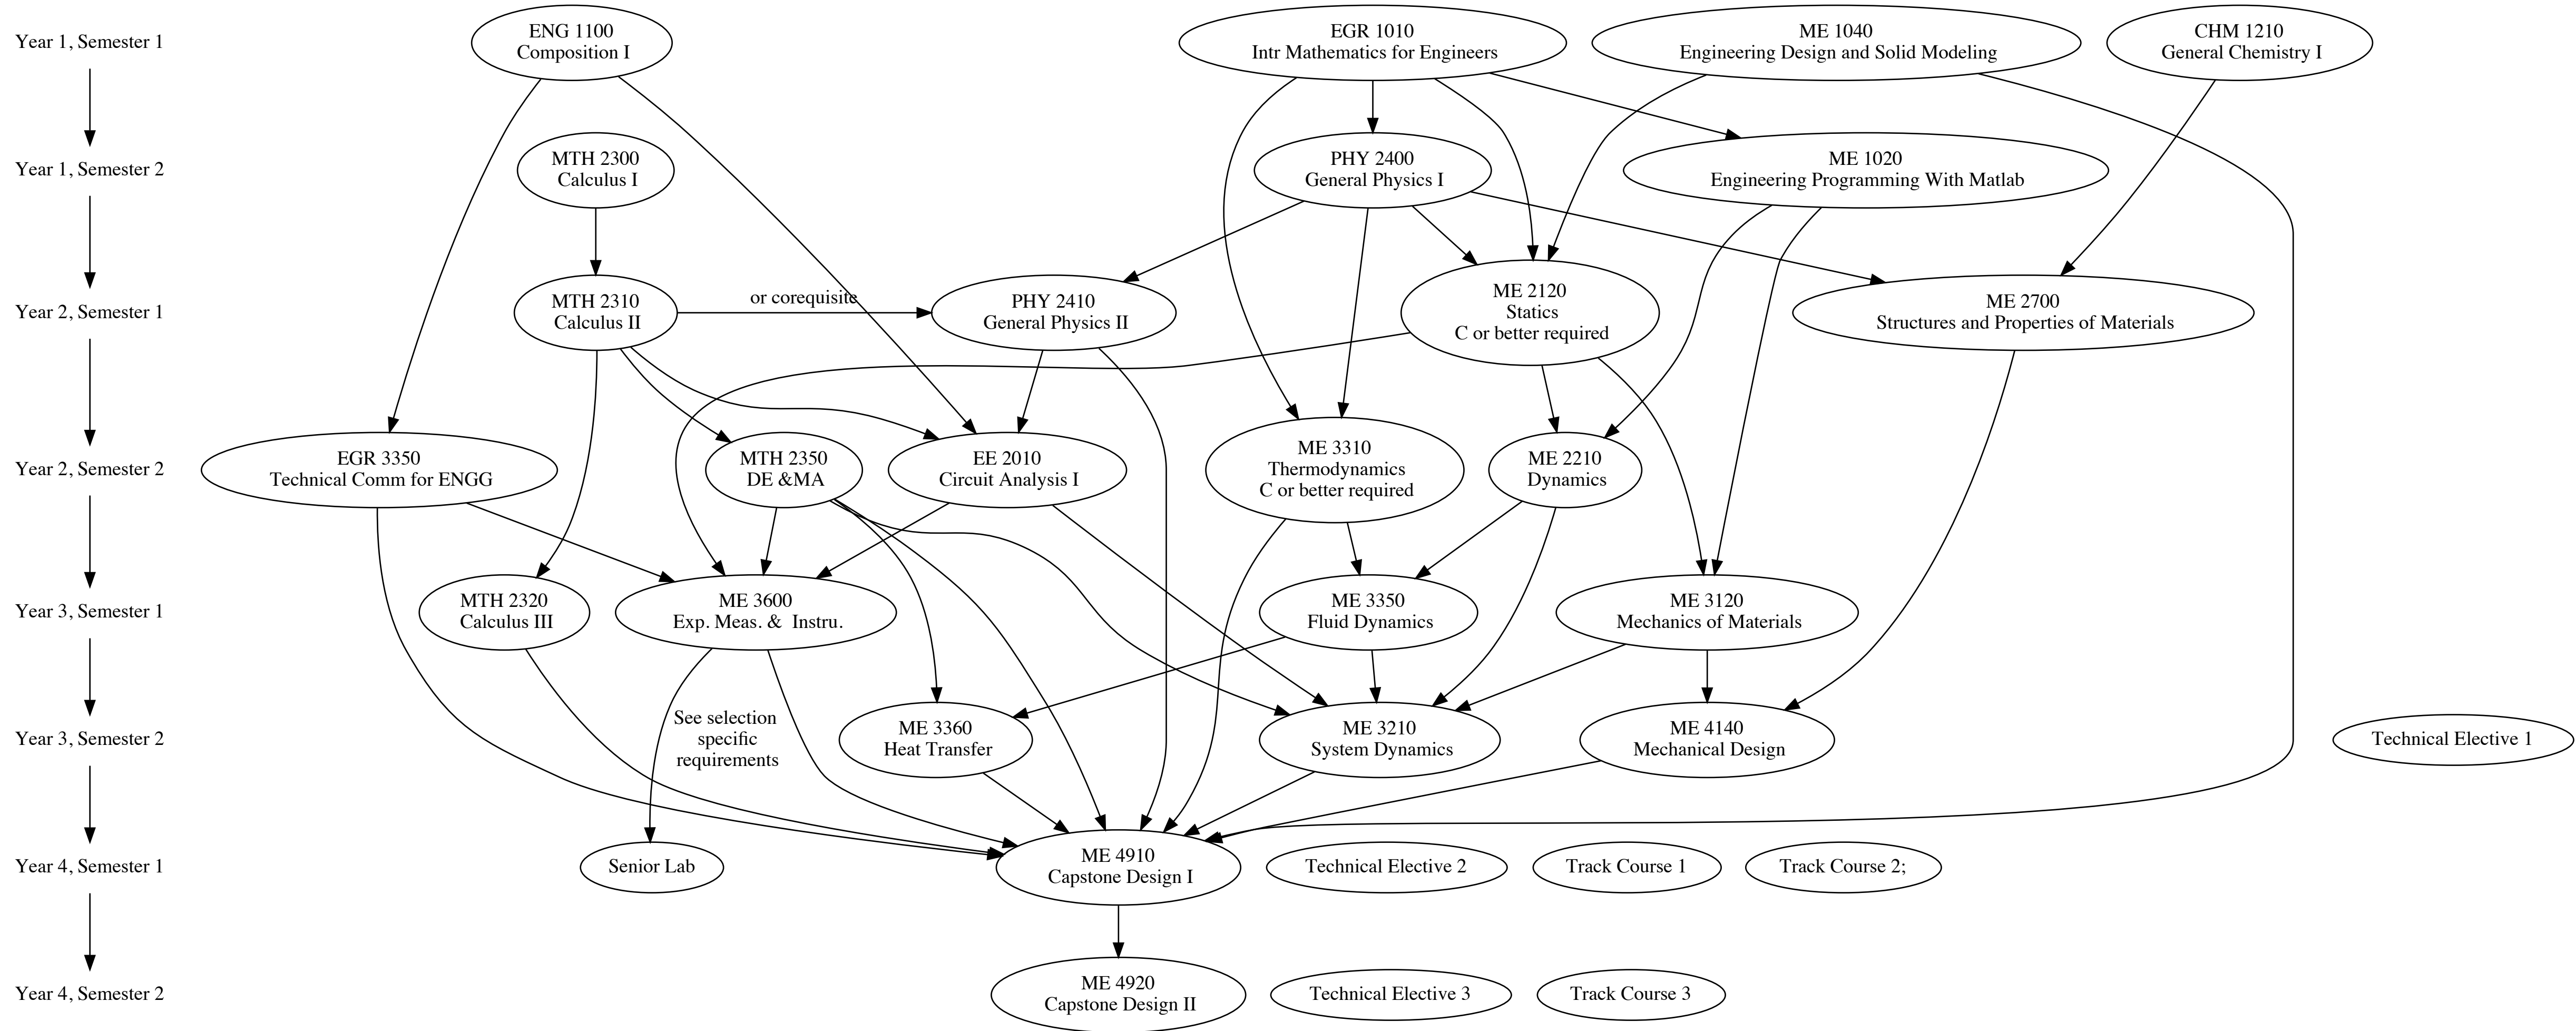 Year 1, Semester 1
ENG 1100
Composition I
EGR 1010
Intr Mathematics for Engineers
ME 1040
Engineering Design and Solid Modeling
CHM 1210
General Chemistry I
Year 1, Semester 2
MTH 2300
Calculus I
PHY 2400
General Physics I
ME 1020
Engineering Programming With Matlab
Year 2, Semester 1
MTH 2310
Calculus II
or corequisite
PHY 2410
General Physics II
ME 2120
Statics
C or better required
ME 2700
Structures and Properties of Materials
Year 2, Semester 2
EGR 3350
Technical Comm for ENGG
MTH 2350
DE &MA
EE 2010
Circuit Analysis I
ME 3310
Thermodynamics
C or better required
ME 2210
Dynamics
Year 3, Semester 1
MTH 2320
Calculus III
ME 3600
Exp. Meas. &  Instru.
ME 3350
Fluid Dynamics
ME 3120
Mechanics of Materials
Year 3, Semester 2
See selection
specific
requirements
ME 3360
Heat Transfer
ME 3210
System Dynamics
ME 4140
Mechanical Design
Technical Elective 1
Year 4, Semester 1
Senior Lab
ME 4910
Capstone Design I
Technical Elective 2
Track Course 1
Track Course 2;
Year 4, Semester 2
ME 4920
Capstone Design II
Technical Elective 3
Track Course 3